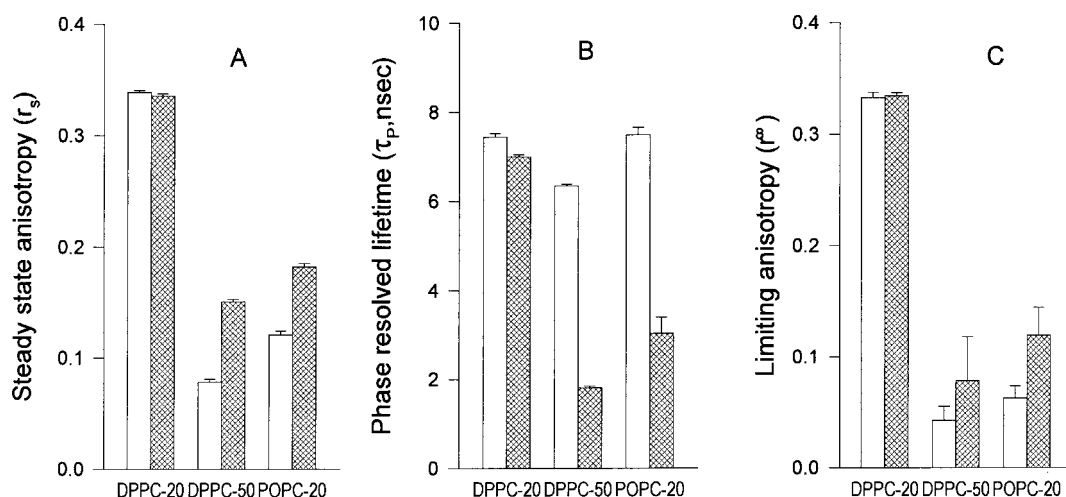 A
Steady state anisotropy (rₛ)
0.4
0.3
0.2
0.1
0.0
DPPC-20 DPPC-50 POPC-20
B
Phase resolved lifetime (τₚ,nsec)
10
8
6
4
2
0
DPPC-20 DPPC-50 POPC-20
C
Limiting anisotropy (r∞)
0.4
0.3
0.2
0.1
0.0
DPPC-20 DPPC-50 POPC-20